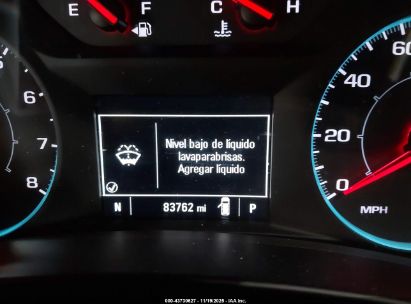 E F C H
60
40
20
0
MPH
6
7
8
Nivel bajo de líquido
lavaparabrisas.
Agregar líquido
N 83762 mi P